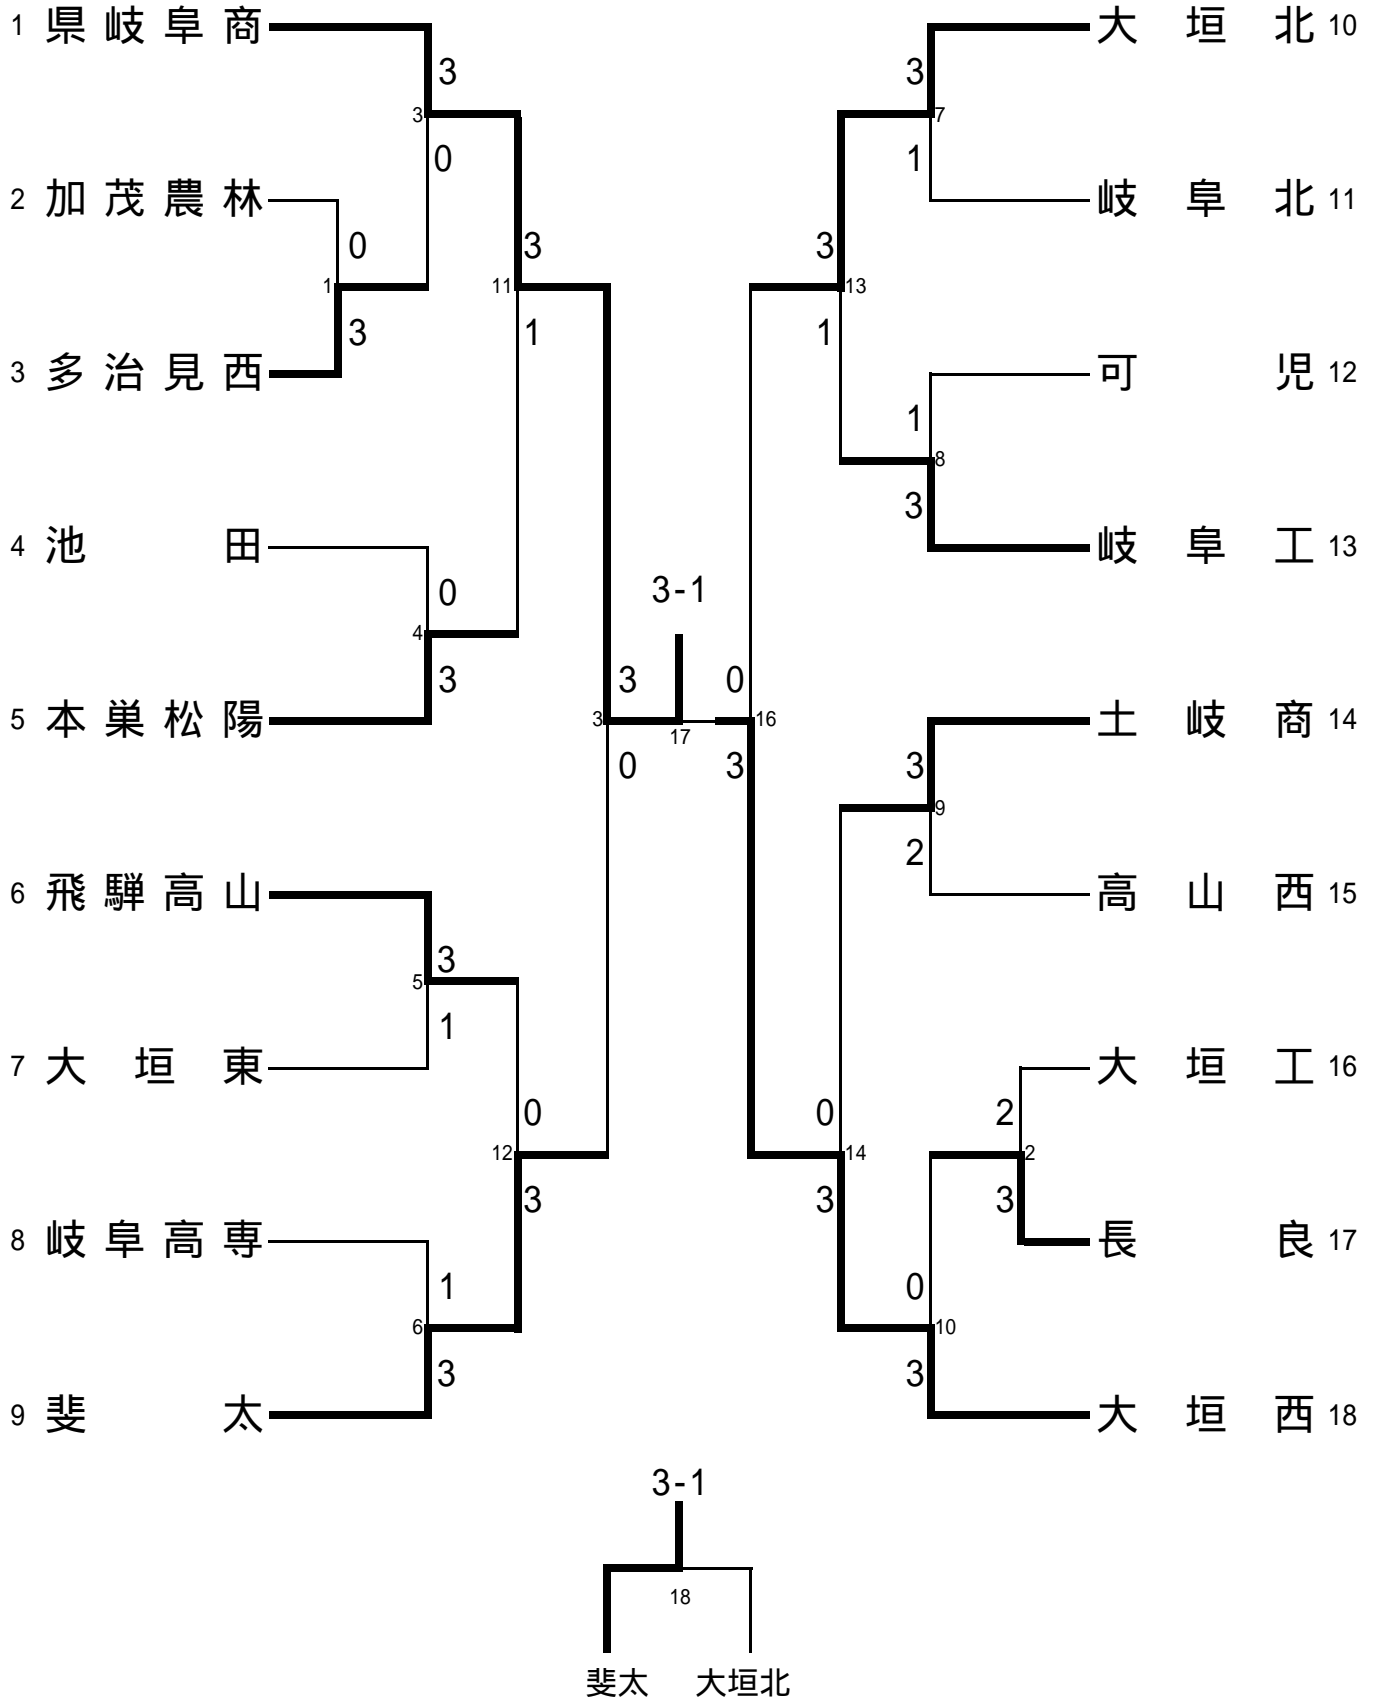 1 県岐阜商
3
3
0
2 加茂農林
0
1
3
3 多治見西
3
11
1
4 池田
0
4
3
5 本巣松陽
6 飛騨高山
3
5
1
7 大垣東
0
12
3
8 岐阜高専
1
6
3
9 斐太
3-1
3
3
0
17
0
16
3
大垣北 10
3
7
1
岐阜北 11
3
13
1
可児 12
1
8
3
岐阜工 13
土岐商 14
3
9
2
高山西 15
0
14
3
大垣工 16
2
2
3
長良 17
0
10
3
大垣西 18
3-1
18
斐太 大垣北